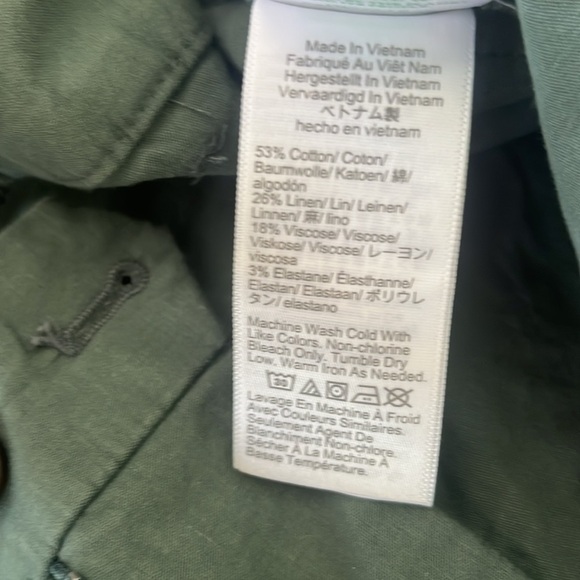 Made In Vietnam
Fabriqué Au Viêt Nam
Hergestellt In Vietnam
Vervaardigd In Vietnam
ベトナム製
hecho en vietnam
53% Cotton/ Coton/
Baumwolle/ Katoen/ 綿/
algodón
26% Linen/ Lin/ Leinen/
Linnen/ 麻/ lino
18% Viscose/ Viscose/
Viskose/ Viscose/ レーヨン/
viscosa
3% Elastane/ Élasthanne/
Elastan/ Elastaan/ ポリウレ
タン/ elastano
Machine Wash Cold With
Like Colors. Non-chlorine
Bleach Only. Tumble Dry
Low. Warm Iron As Needed.
Lavage En Machine À Froid
Avec Couleurs Similaires.
Seulement Agent De
Blanchiment Non-chlore.
Sécher À La Machine À
Basse Température.